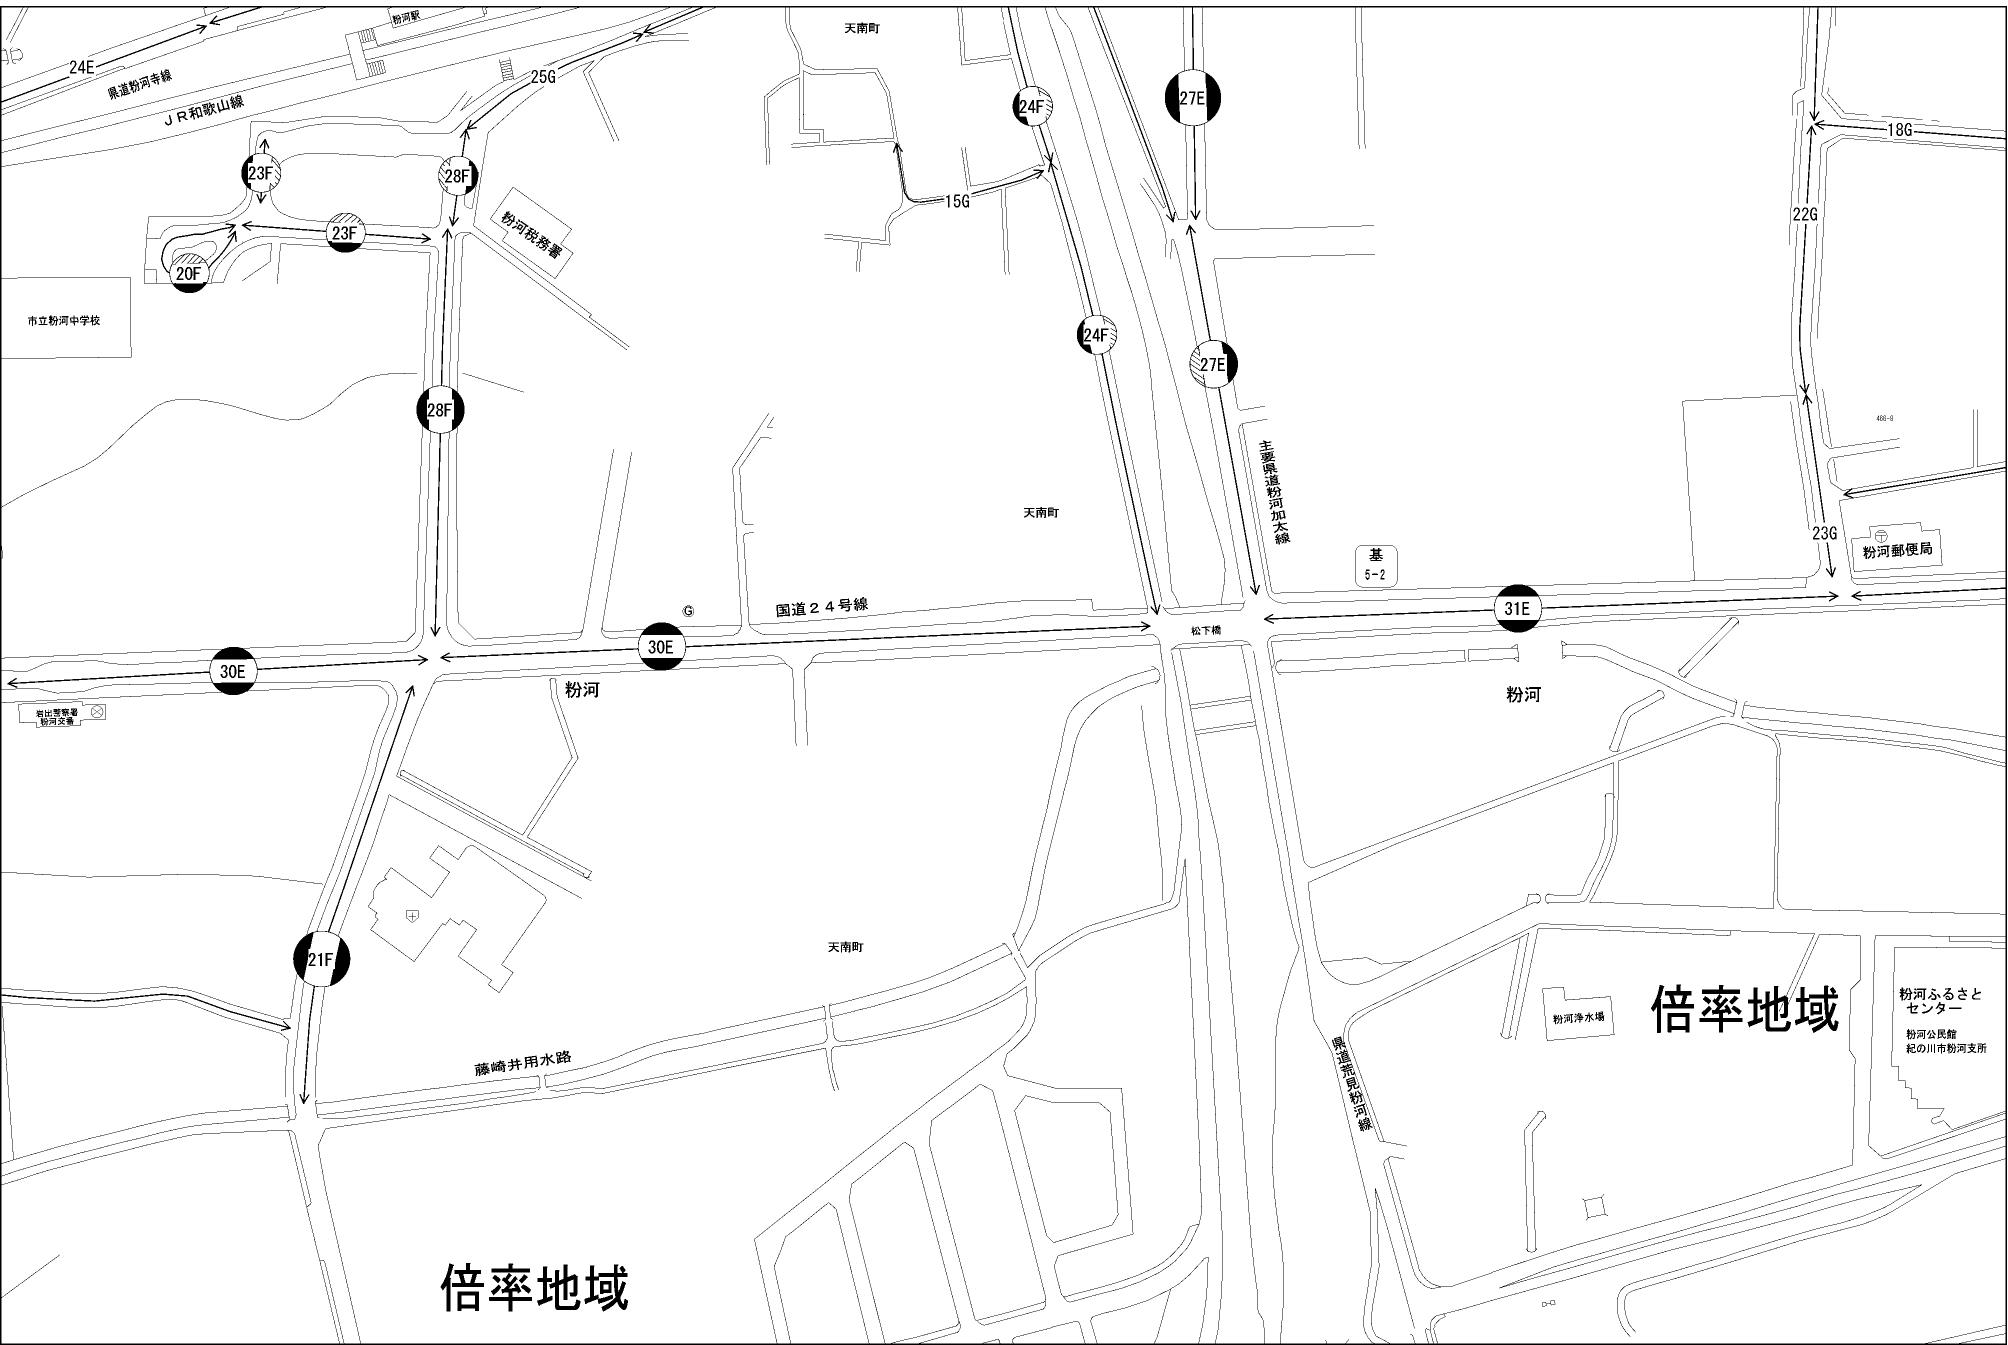 粉河駅
天南町
24E
県道粉河寺線
JR和歌山線
25G
24F
27E
18G
23F
28F
15G
22G
23F
粉河税務署
20F
市立粉河中学校
24F
27E
28F
466-9
主要県道粉河加太線
天南町
23G
粉河郵便局
基
5-2
国道24号線
G
31E
30E
松下橋
30E
粉河
粉河
岩出警察署
粉河交番
天南町
21F
倍率地域
粉河ふるさと
センター
粉河浄水場
粉河公民館
紀の川市粉河支所
県道荒見粉河線
藤崎井用水路
倍率地域